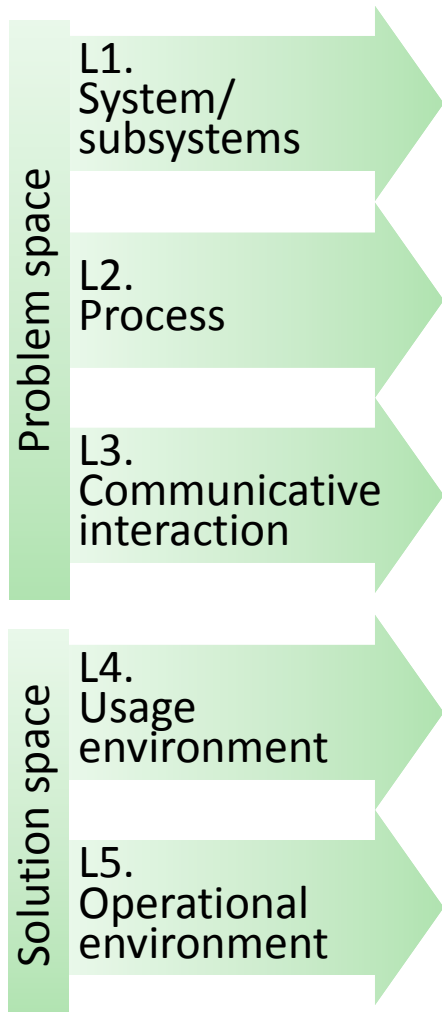 Problem space
L1.
System/
subsystems
L2.
Process
L3.
Communicative
interaction
Solution space
L4.
Usage
environment
L5.
Operational
environment